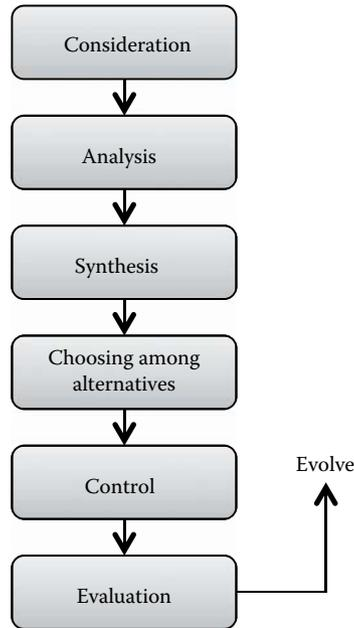 Consideration
Analysis
Synthesis
Choosing among
alternatives
Control
Evolve
Evaluation